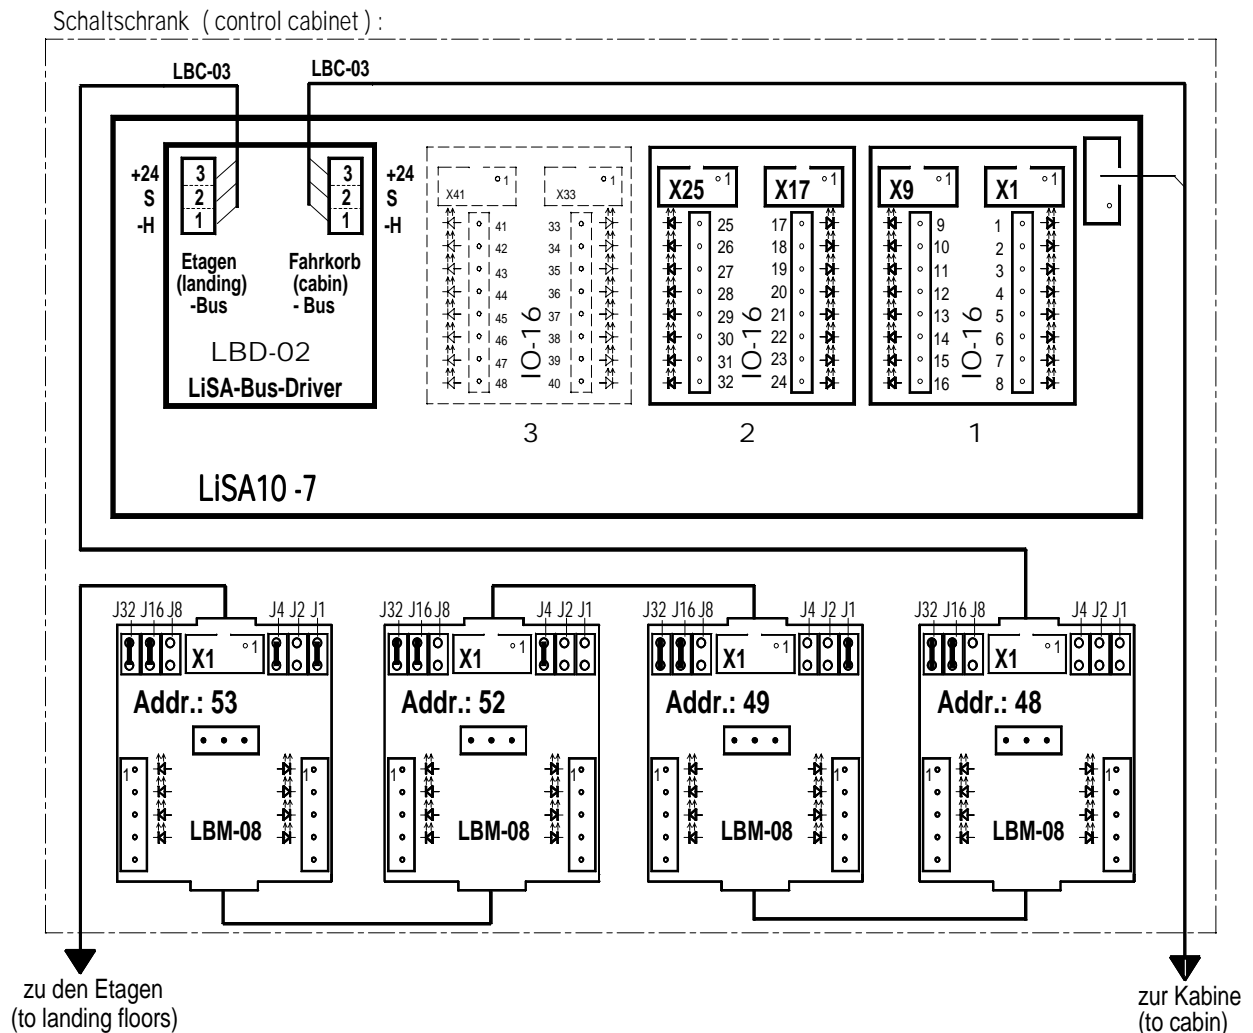 Schaltschrank ( control cabinet ) :
LBC-03
LBC-03
+24
S
-H
3
2
1
3
2
1
+24
S
-H
Etagen
(landing)
-Bus
Fahrkorb
(cabin)
- Bus
LBD-02
LiSA-Bus-Driver
X41
°1
X33
°1
41
42
43
44
45
46
47
48
IO-16
33
34
35
36
37
38
39
40
3
X25
X17
°1
25
26
27
28
29
30
31
32
IO-16
17
18
19
20
21
22
23
24
2
X9
X1
°1
9
10
11
12
13
14
15
16
IO-16
1
2
3
4
5
6
7
8
1
LiSA10 -7
J32 J16 J8
J4 J2 J1
X1
°1
Addr.: 53
1
1
LBM-08
J32 J16 J8
J4 J2 J1
X1
°1
Addr.: 52
1
1
LBM-08
J32 J16 J8
J4 J2 J1
X1
°1
Addr.: 49
1
1
LBM-08
J32 J16 J8
J4 J2 J1
X1
°1
Addr.: 48
1
1
LBM-08
zu den Etagen
(to landing floors)
zur Kabine
(to cabin)